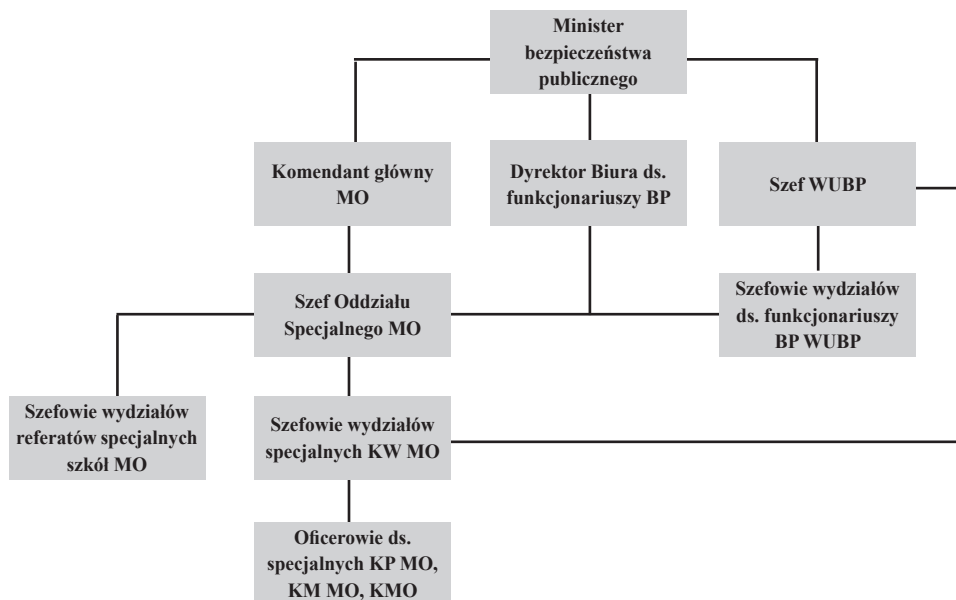 Minister
bezpieczeństwa
publicznego
Komendant główny
MO
Dyrektor Biura ds.
funkcjonariuszy BP
Szef WUBP
Szef Oddziału
Specjalnego MO
Szefowie wydziałów
ds. funkcjonariuszy
BP WUBP
Szefowie wydziałów
referatów specjalnych
szkół MO
Szefowie wydziałów
specjalnych KW MO
Oficerowie ds.
specjalnych KP MO,
KM MO, KMO